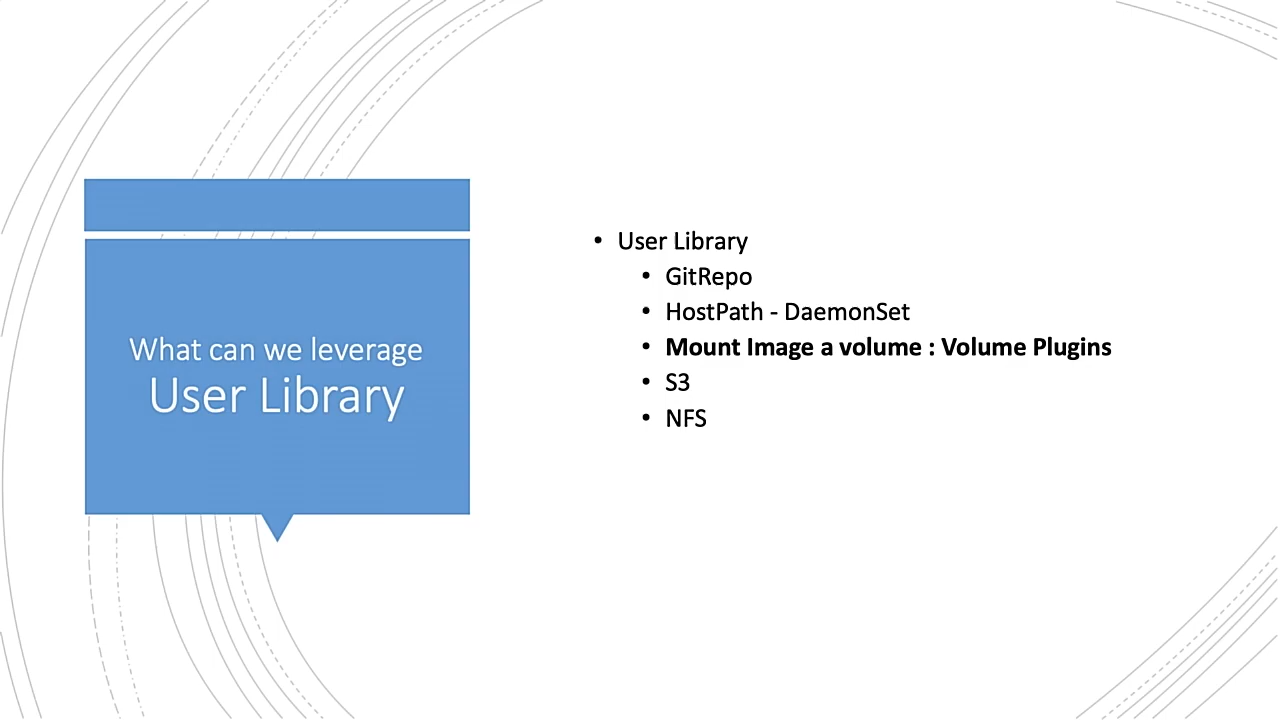 What can we leverage
User Library
• User Library
• GitRepo
• HostPath - DaemonSet
• Mount Image a volume : Volume Plugins
• S3
• NFS